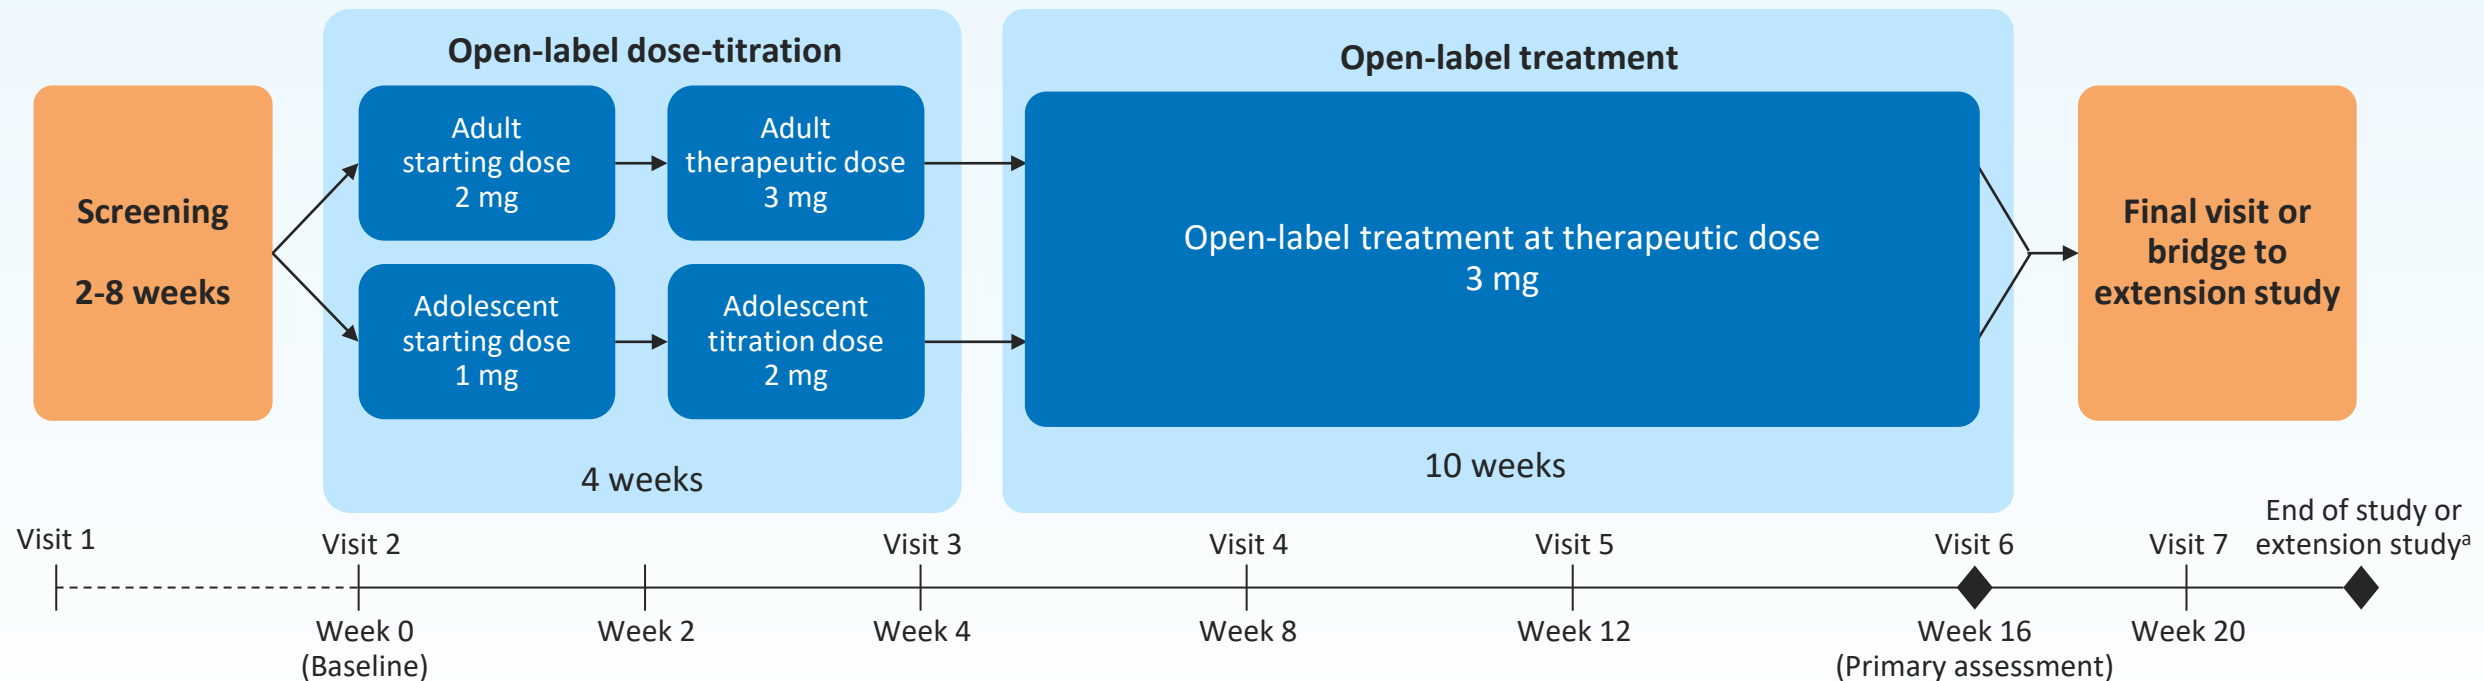 Open-label dose-titration
Open-label treatment
Screening
2-8 weeks
Adult
starting dose
2 mg
Adult
therapeutic dose
3 mg
Adolescent
starting dose
1 mg
Adolescent
titration dose
2 mg
4 weeks
Open-label treatment at therapeutic dose
3 mg
10 weeks
Final visit or
bridge to
extension study
Visit 1
Visit 2
Visit 3
Visit 4
Visit 5
Visit 6
Visit 7
End of study or
extension studyᵃ
Week 0
(Baseline)
Week 2
Week 4
Week 8
Week 12
Week 16
(Primary assessment)
Week 20